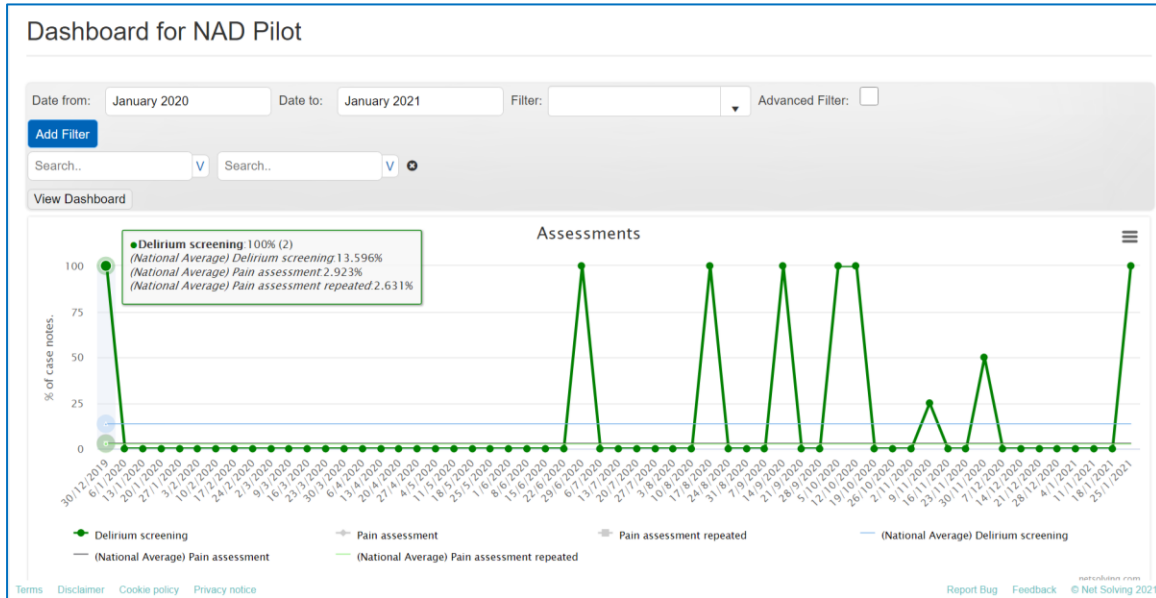 Dashboard for NAD Pilot
Date from: January 2020 Date to: January 2021 Filter: Advanced Filter:
Add Filter
Search.. V Search.. V
View Dashboard
Assessments
Delirium screening:100% (2)
(National Average) Delirium screening:13.596%
(National Average) Pain assessment:2.923%
(National Average) Pain assessment repeated:2.631%
% of case notes.
100
75
50
25
0
30/12/2019 6/1/2020 13/1/2020 20/1/2020 27/1/2020 3/2/2020 10/2/2020 17/2/2020 24/2/2020 2/3/2020 9/3/2020 16/3/2020 23/3/2020 30/3/2020 6/4/2020 13/4/2020 20/4/2020 27/4/2020 4/5/2020 11/5/2020 18/5/2020 25/5/2020 1/6/2020 8/6/2020 15/6/2020 22/6/2020 29/6/2020 6/7/2020 13/7/2020 20/7/2020 27/7/2020 3/8/2020 10/8/2020 17/8/2020 24/8/2020 31/8/2020 7/9/2020 14/9/2020 21/9/2020 28/9/2020 5/10/2020 12/10/2020 19/10/2020 26/10/2020 2/11/2020 9/11/2020 16/11/2020 23/11/2020 30/11/2020 7/12/2020 14/12/2020 21/12/2020 28/12/2020 4/1/2021 11/1/2021 18/1/2021 25/1/2021
Delirium screening Pain assessment Pain assessment repeated (National Average) Delirium screening
(National Average) Pain assessment (National Average) Pain assessment repeated
netsolving.com
Terms Disclaimer Cookie policy Privacy notice Report Bug Feedback © Net Solving 2021